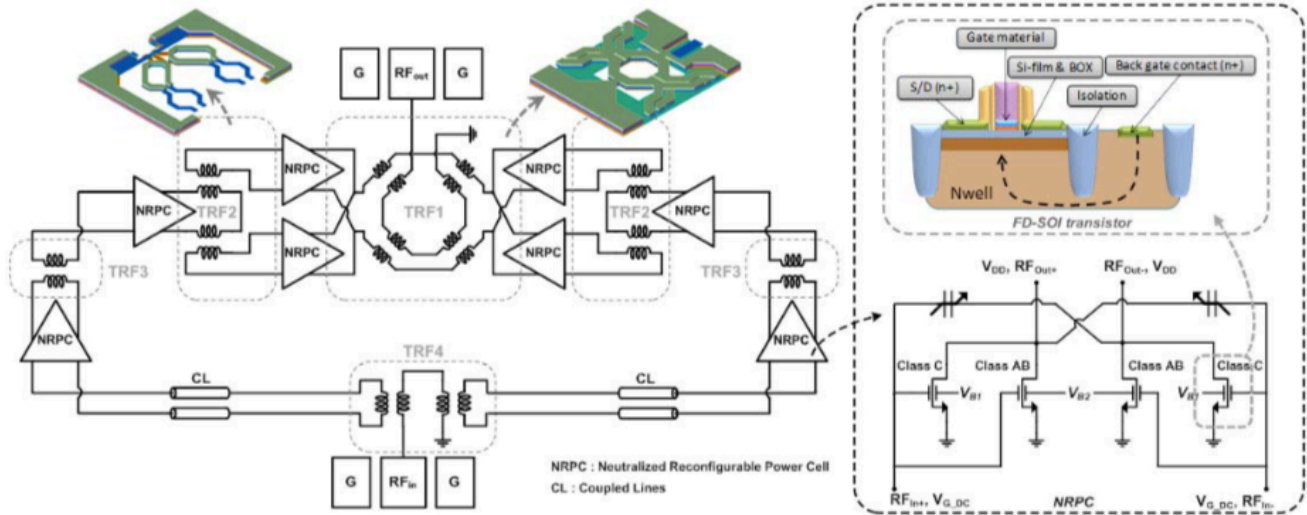 G
RFout
G
NRPC
NRPC
NRPC
NRPC
TRF2
TRF1
TRF2
NRPC
NRPC
TRF3
TRF3
NRPC
NRPC
TRF4
CL
CL
G
RFin
G
NRPC : Neutralized Reconfigurable Power Cell
CL : Coupled Lines
Gate material
Si-film & BOX
Back gate contact (n+)
S/D (n+)
Isolation
Nwell
FD-SOI transistor
VDD, RFOut+
RFOut-, VDD
Class C
Class AB
Class AB
Class C
VB1
VB2
VB1
RFIn+, VG_DC
NRPC
VG_DC, RFIn-